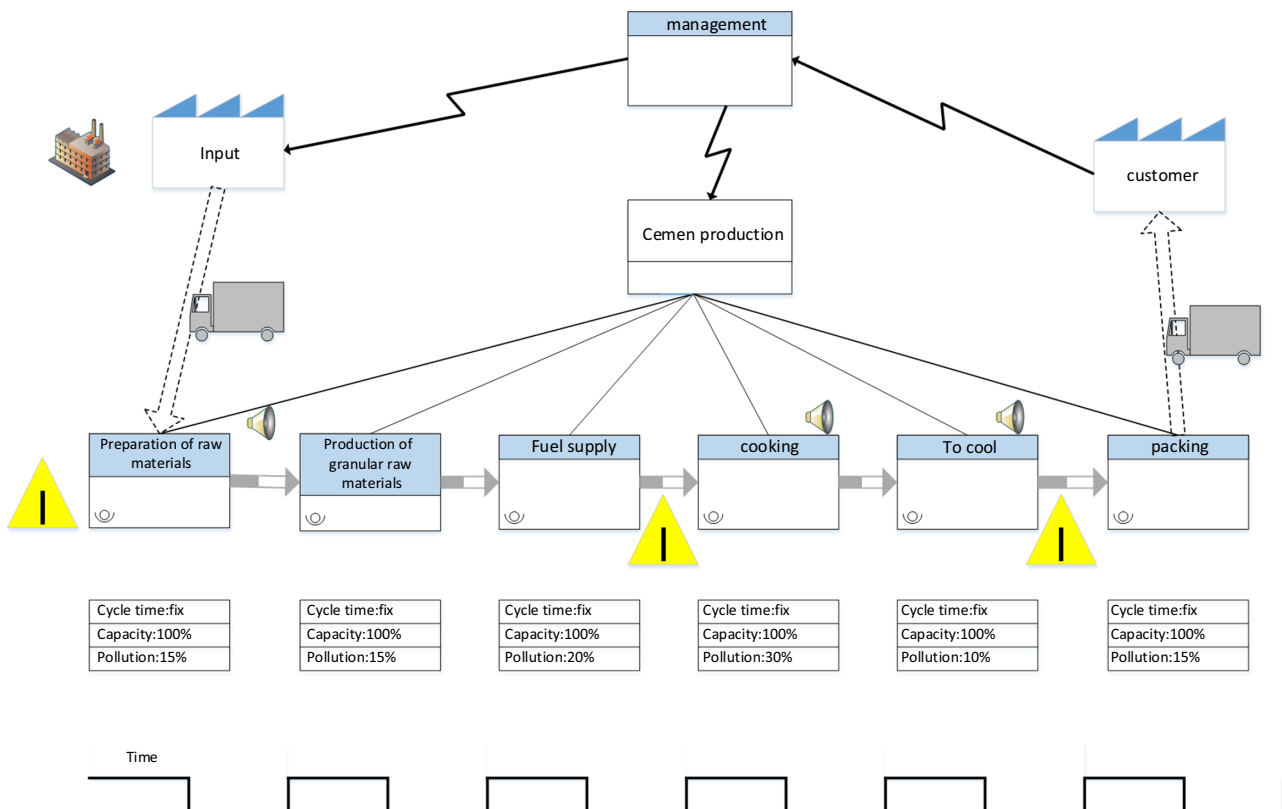 management
Input
customer
Cemen production
Preparation of raw
materials
Production of
granular raw
materials
Fuel supply
cooking
To cool
packing
I
I
I
Cycle time:fix
Capacity:100%
Pollution:15%
Cycle time:fix
Capacity:100%
Pollution:15%
Cycle time:fix
Capacity:100%
Pollution:20%
Cycle time:fix
Capacity:100%
Pollution:30%
Cycle time:fix
Capacity:100%
Pollution:10%
Cycle time:fix
Capacity:100%
Pollution:15%
Time